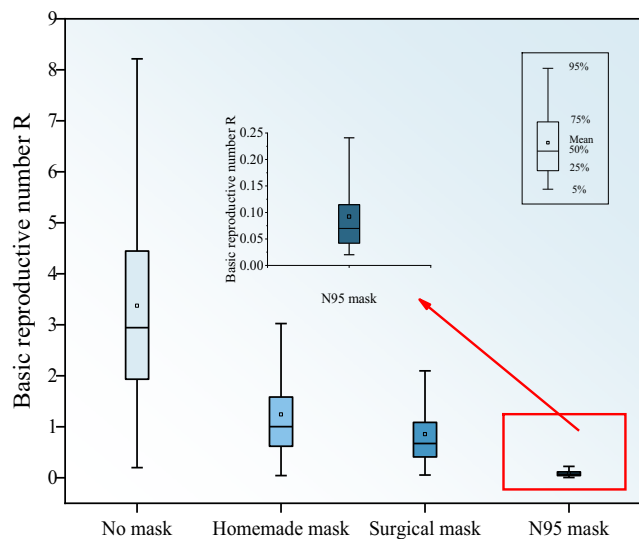 Basic reproductive number R
9
8
7
6
5
4
3
2
1
0
No mask
Homemade mask
Surgical mask
N95 mask
Basic reproductive number R
0.25
0.20
0.15
0.10
0.05
0.00
N95 mask
95%
75%
Mean
50%
25%
5%